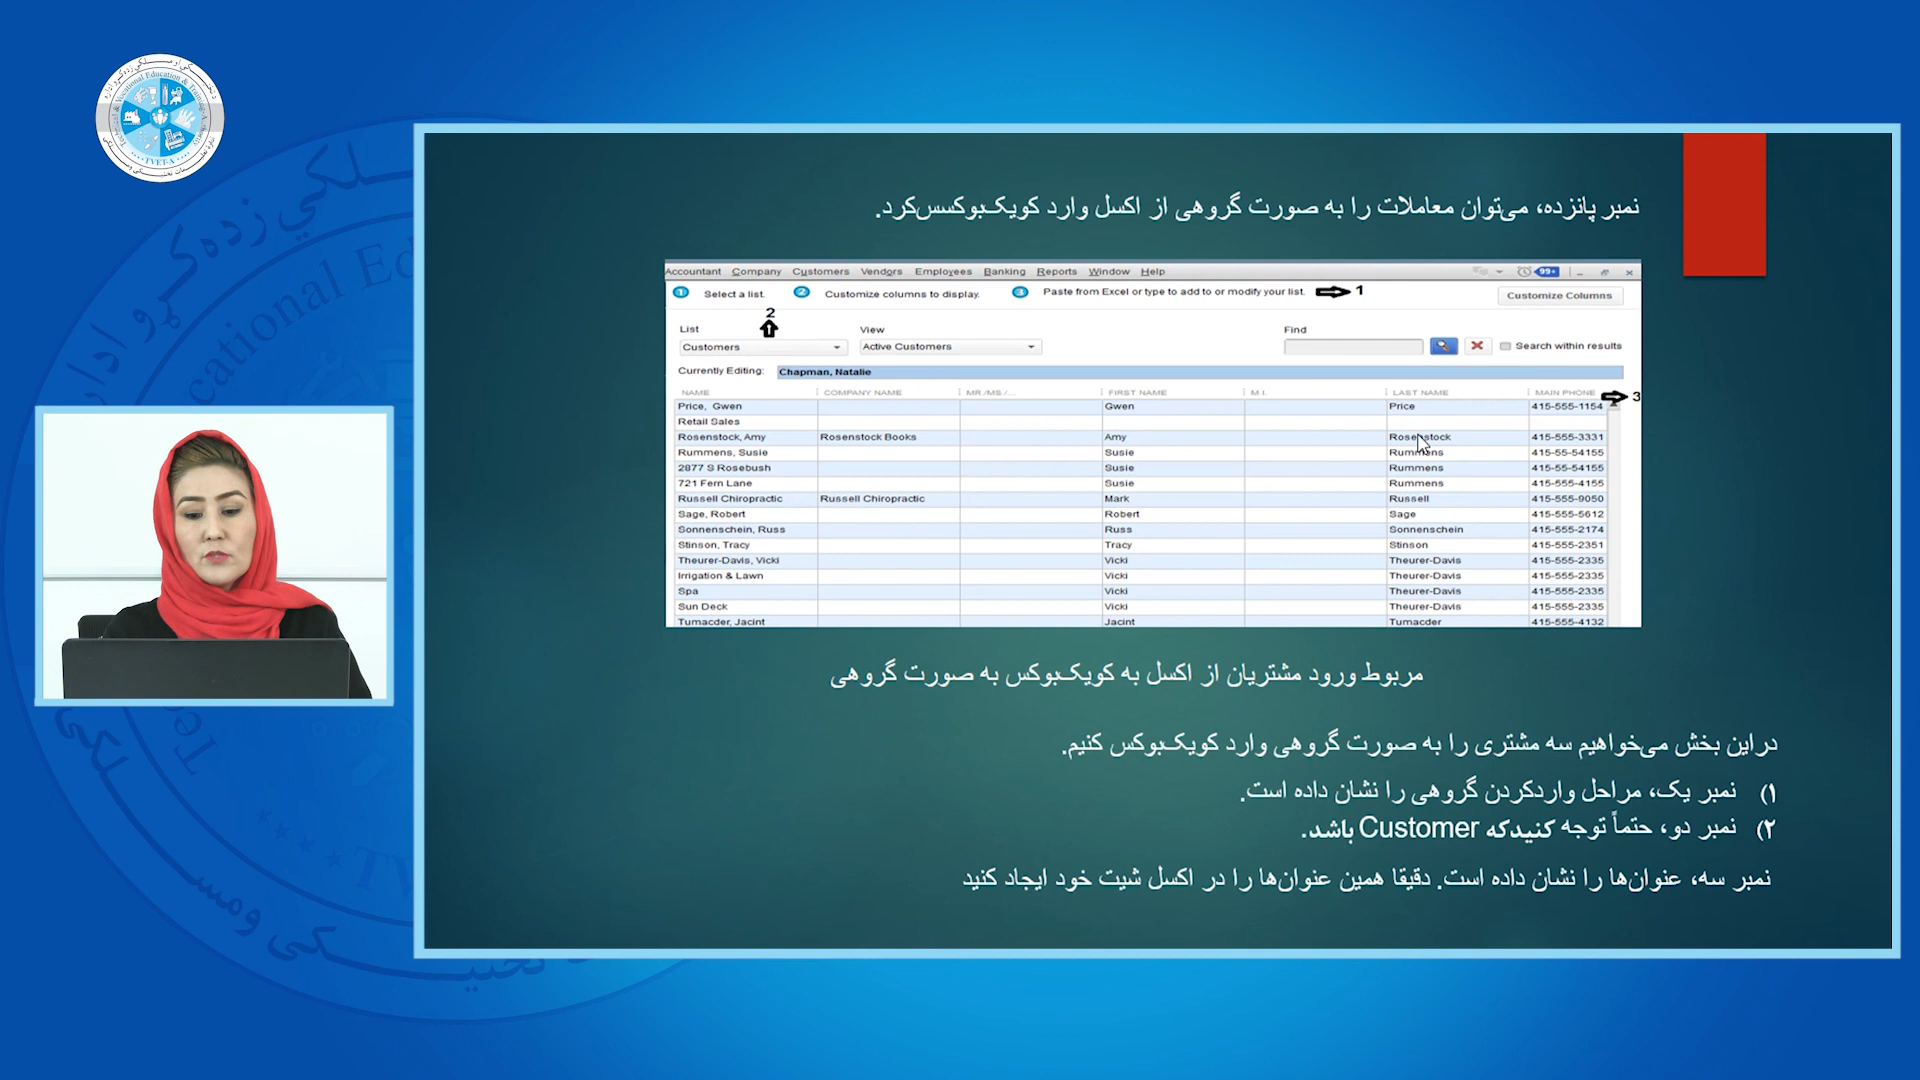 نمبر پانزده، می‌توان معاملات را به صورت گروهی از اکسل وارد کویک‌بوکسس‌کرد.
Accountant Company Customers Vendors Employees Banking Reports Window Help 99+
1 Select a list. 2 Customize columns to display. 3 Paste from Excel or type to add to or modify your list. 1 Customize Columns
2
List View Find
Customers Active Customers Search within results
Currently Editing: Chapman, Natalie
NAME COMPANY NAME MR./MS./... FIRST NAME M.I. LAST NAME MAIN PHONE 3
Price, Gwen Gwen Price 415-555-1154
Retail Sales
Rosenstock, Amy Rosenstock Books Amy Rosenstock 415-555-3331
Rummens, Susie Susie Rummens 415-55-54155
2877 S Rosebush Susie Rummens 415-55-54155
721 Fern Lane Susie Rummens 415-555-4155
Russell Chiropractic Russell Chiropractic Mark Russell 415-555-9050
Sage, Robert Robert Sage 415-555-5612
Sonnenschein, Russ Russ Sonnenschein 415-555-2174
Stinson, Tracy Tracy Stinson 415-555-2351
Theurer-Davis, Vicki Vicki Theurer-Davis 415-555-2335
Irrigation & Lawn Vicki Theurer-Davis 415-555-2335
Spa Vicki Theurer-Davis 415-555-2335
Sun Deck Vicki Theurer-Davis 415-555-2335
Tumacder, Jacint Jacint Tumacder 415-555-4132
مربوط ورود مشتریان از اکسل به کویک‌بوکس به صورت گروهی
دراین بخش می‌خواهیم سه مشتری را به صورت گروهی وارد کویک‌بوکس کنیم.
۱) نمبر یک، مراحل واردکردن گروهی را نشان داده است.
۲) نمبر دو، حتماً توجه کنیدکه Customer باشد.
نمبر سه، عنوان‌ها را نشان داده است. دقیقا همین عنوان‌ها را در اکسل شیت خود ایجاد کنید
TVET-A